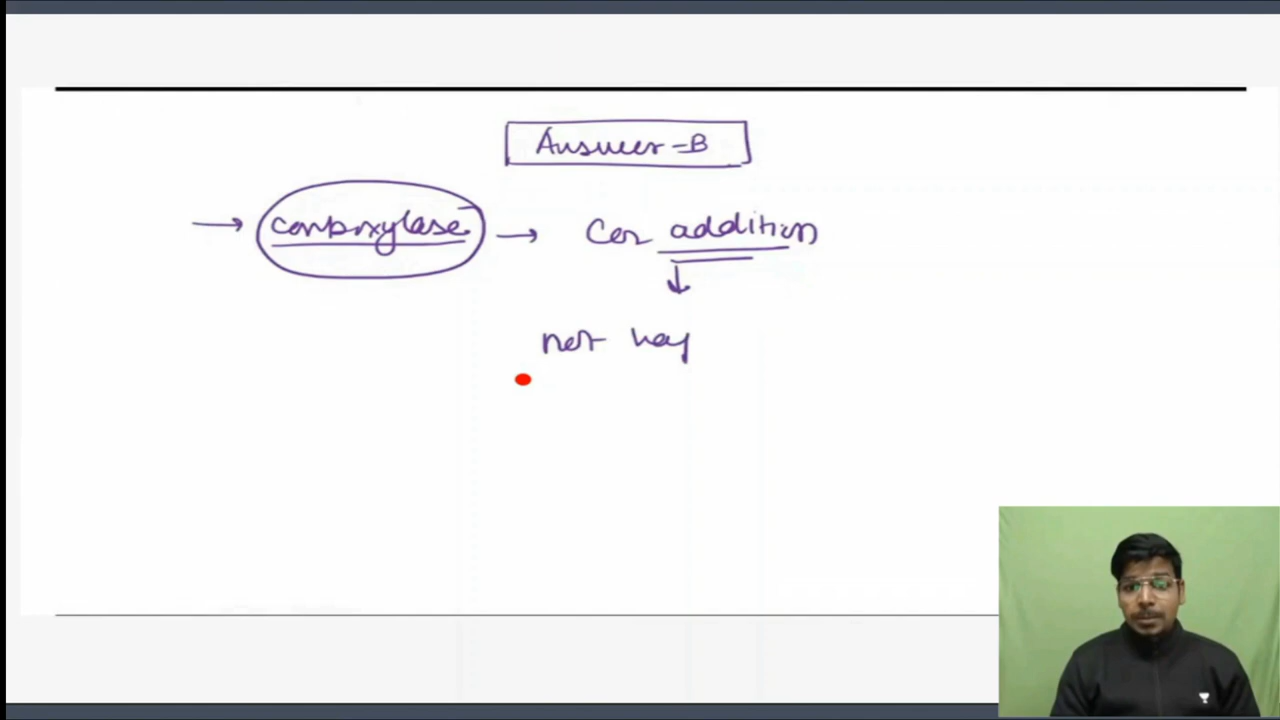 Answer-B
→ carboxylase → Co2 addition
↓
not key